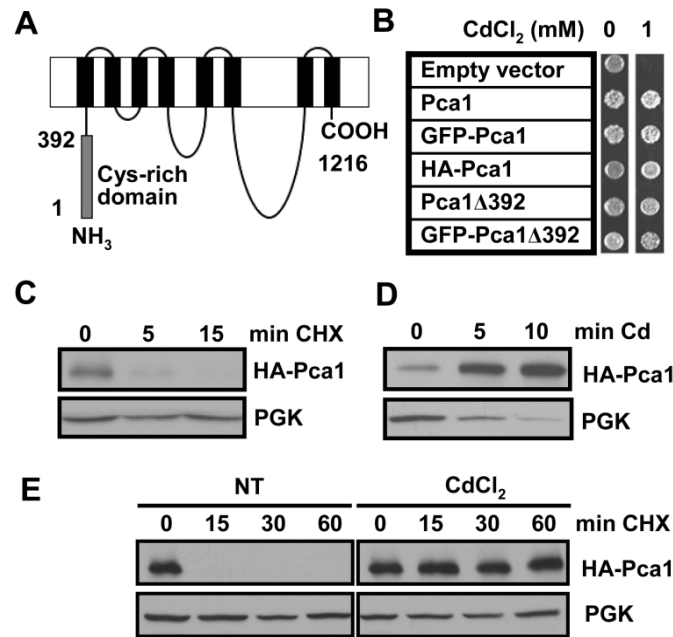 A
COOH
392
1216
Cys-rich
domain
1
NH3
B
CdCl2 (mM) 0 1
Empty vector
Pca1
GFP-Pca1
HA-Pca1
Pca1Δ392
GFP-Pca1Δ392
C
0 5 15 min CHX
HA-Pca1
PGK
D
0 5 10 min Cd
HA-Pca1
PGK
E
NT CdCl2
0 15 30 60 0 15 30 60 min CHX
HA-Pca1
PGK